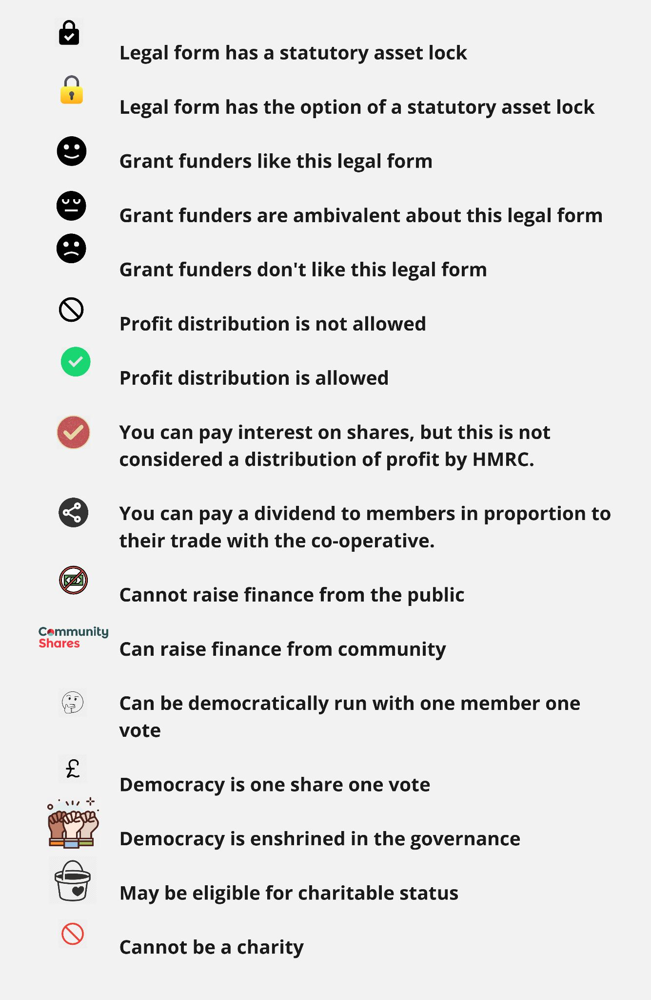 Legal form has a statutory asset lock
Legal form has the option of a statutory asset lock
Grant funders like this legal form
Grant funders are ambivalent about this legal form
Grant funders don't like this legal form
Profit distribution is not allowed
Profit distribution is allowed
You can pay interest on shares, but this is not
considered a distribution of profit by HMRC.
You can pay a dividend to members in proportion to
their trade with the co-operative.
Cannot raise finance from the public
Community
Shares
Can raise finance from community
Can be democratically run with one member one
vote
£
Democracy is one share one vote
Democracy is enshrined in the governance
May be eligible for charitable status
Cannot be a charity